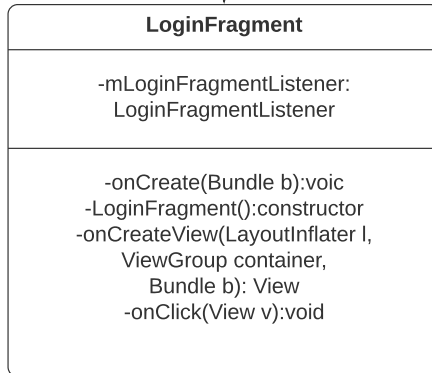 LoginFragment
-mLoginFragmentListener:
LoginFragmentListener
-onCreate(Bundle b):voic
-LoginFragment():constructor
-onCreateView(LayoutInflater l,
ViewGroup container,
Bundle b): View
-onClick(View v):void